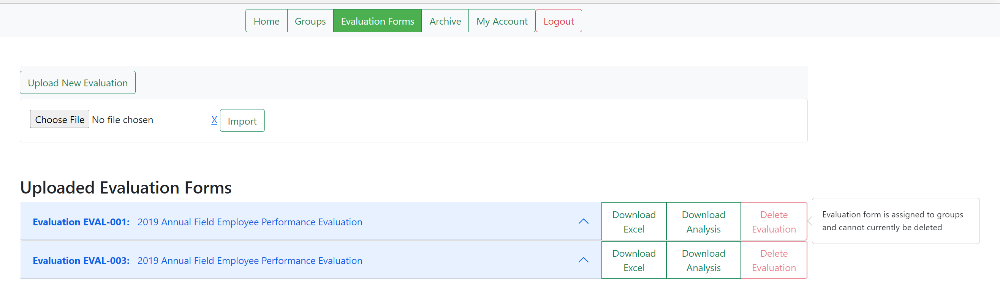 Home Groups Evaluation Forms Archive My Account Logout
Upload New Evaluation
Choose File No file chosen X Import
Uploaded Evaluation Forms
Evaluation EVAL-001: 2019 Annual Field Employee Performance Evaluation
Download
Excel
Download
Analysis
Delete
Evaluation
Evaluation form is assigned to groups
and cannot currently be deleted
Evaluation EVAL-003: 2019 Annual Field Employee Performance Evaluation
Download
Excel
Download
Analysis
Delete
Evaluation